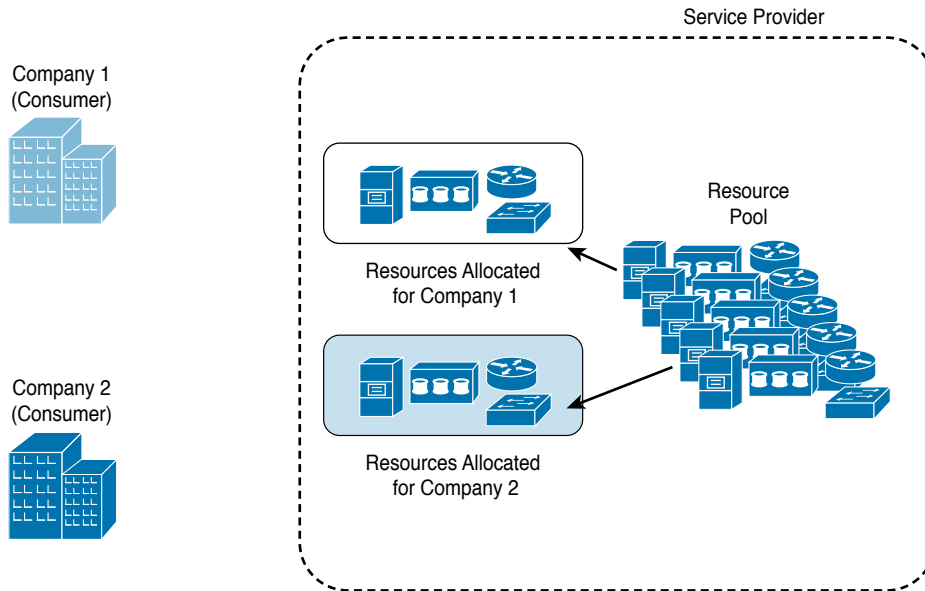 Service Provider
Company 1
(Consumer)
Resource
Pool
Resources Allocated
for Company 1
Company 2
(Consumer)
Resources Allocated
for Company 2